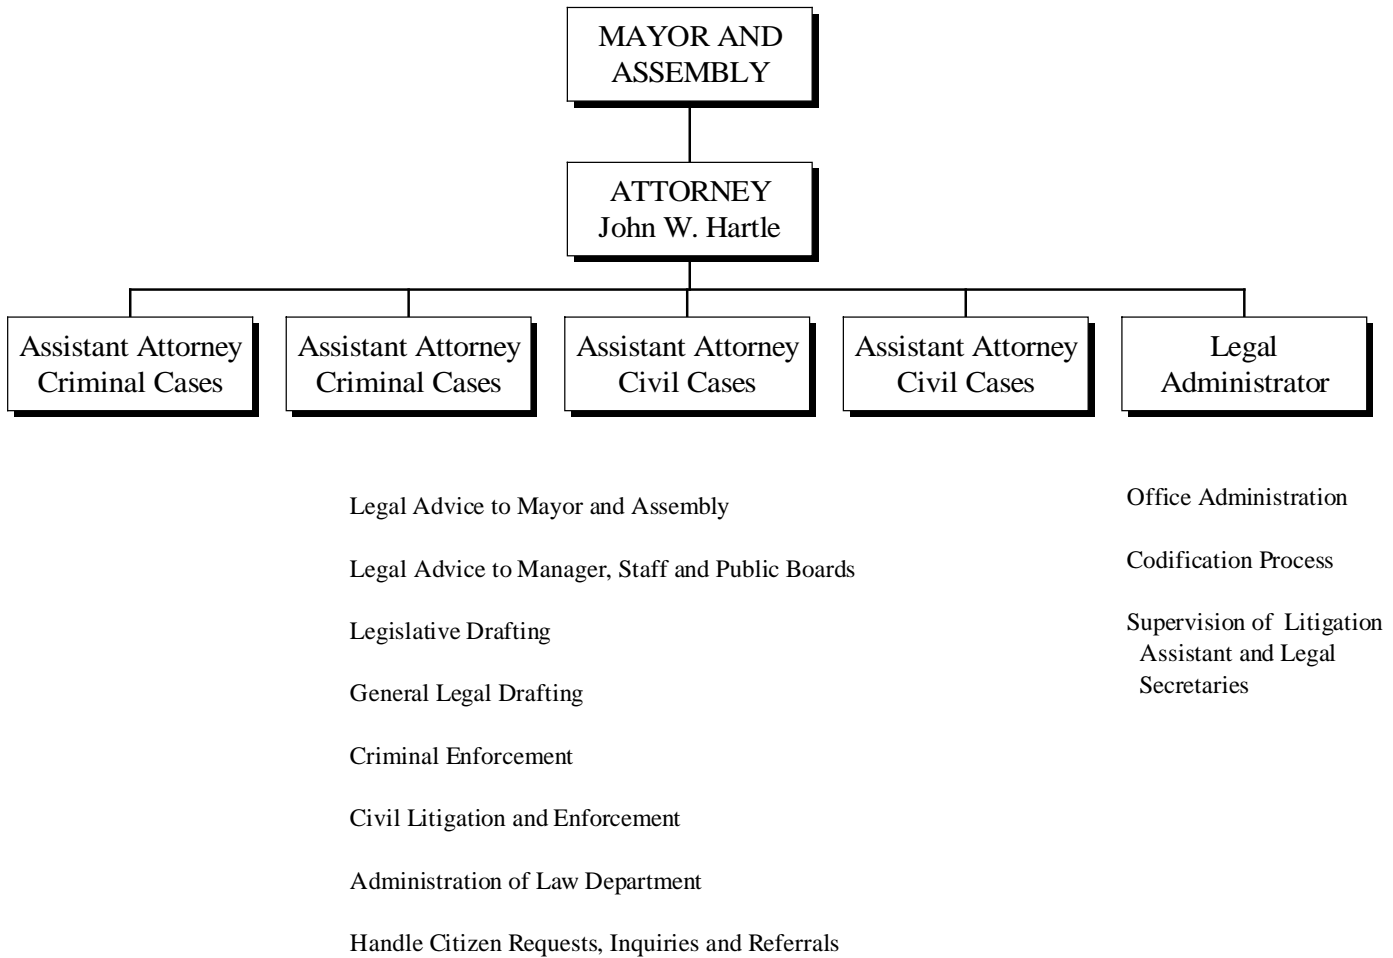 MAYOR AND
ASSEMBLY
ATTORNEY
John W. Hartle
Assistant Attorney
Criminal Cases
Assistant Attorney
Criminal Cases
Assistant Attorney
Civil Cases
Assistant Attorney
Civil Cases
Legal
Administrator
Legal Advice to Mayor and Assembly
Legal Advice to Manager, Staff and Public Boards
Legislative Drafting
General Legal Drafting
Criminal Enforcement
Civil Litigation and Enforcement
Administration of Law Department
Handle Citizen Requests, Inquiries and Referrals
Office Administration
Codification Process
Supervision of Litigation
Assistant and Legal
Secretaries